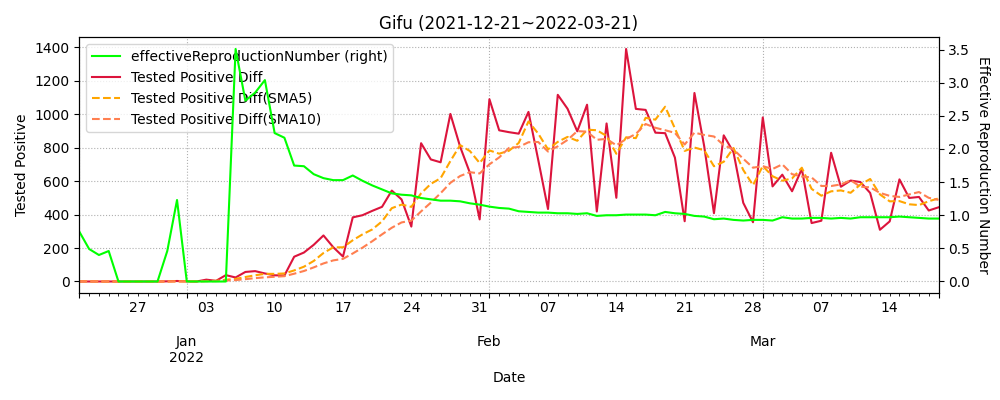 Gifu (2021-12-21~2022-03-21)
effectiveReproductionNumber (right)
Tested Positive Diff
Tested Positive Diff(SMA5)
Tested Positive Diff(SMA10)
Tested Positive
1400
1200
1000
800
600
400
200
0
3.5
3.0
2.5
2.0
1.5
1.0
0.5
0.0
Effective Reproduction Number
27 03 10 17 24 31 07 14 21 28 07 14
Jan Feb Mar
2022
Date